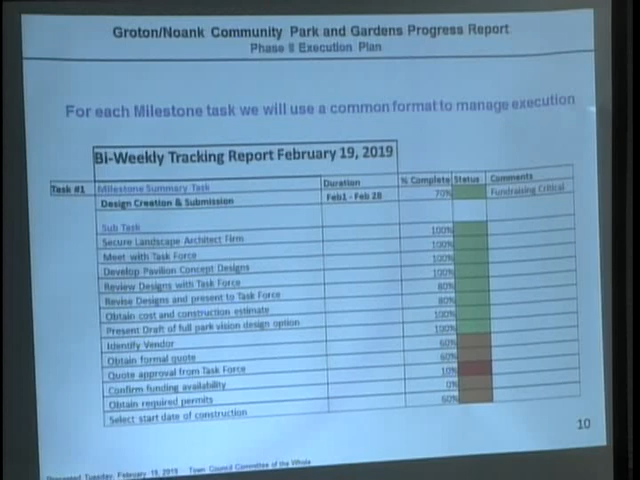 Groton/Noank Community Park and Gardens Progress Report
Phase II Execution Plan
For each Milestone task we will use a common format to manage execution
Bi-Weekly Tracking Report February 19, 2019
Task #1 Milestone Summary Task Duration % Complete Status Comments
Design Creation & Submission Feb1 - Feb 28 70% Fundraising Critical
Sub Task
Secure Landscape Architect Firm 100%
Meet with Task Force 100%
Develop Pavilion Concept Designs 100%
Review Designs with Task Force 100%
Revise Designs and present to Task Force 80%
Obtain cost and construction estimate 80%
Present Draft of full park vision design option 100%
Identify Vendor 100%
Obtain formal quote 60%
Quote approval from Task Force 60%
Confirm funding availability 10%
Obtain required permits 0%
Select start date of construction 60%
10
Presented Tuesday, February 19, 2019 Town Council Committee of the Whole